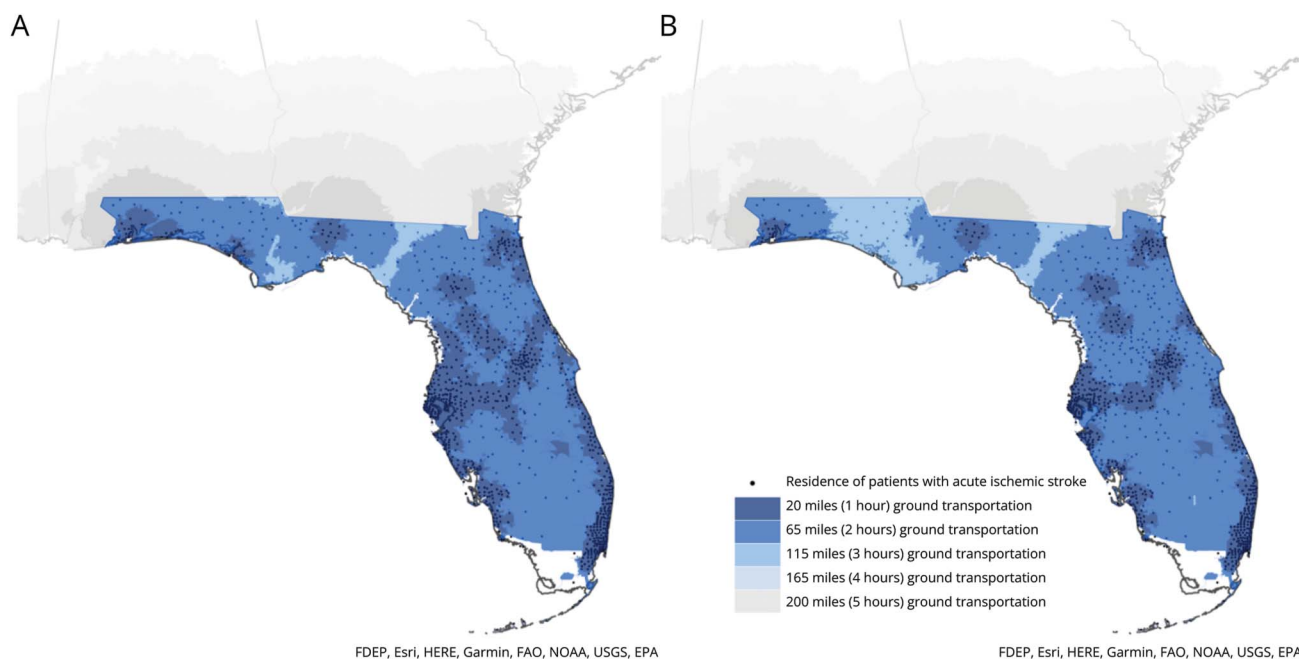 A
B
Residence of patients with acute ischemic stroke
20 miles (1 hour) ground transportation
65 miles (2 hours) ground transportation
115 miles (3 hours) ground transportation
165 miles (4 hours) ground transportation
200 miles (5 hours) ground transportation
FDEP, Esri, HERE, Garmin, FAO, NOAA, USGS, EPA
FDEP, Esri, HERE, Garmin, FAO, NOAA, USGS, EPA